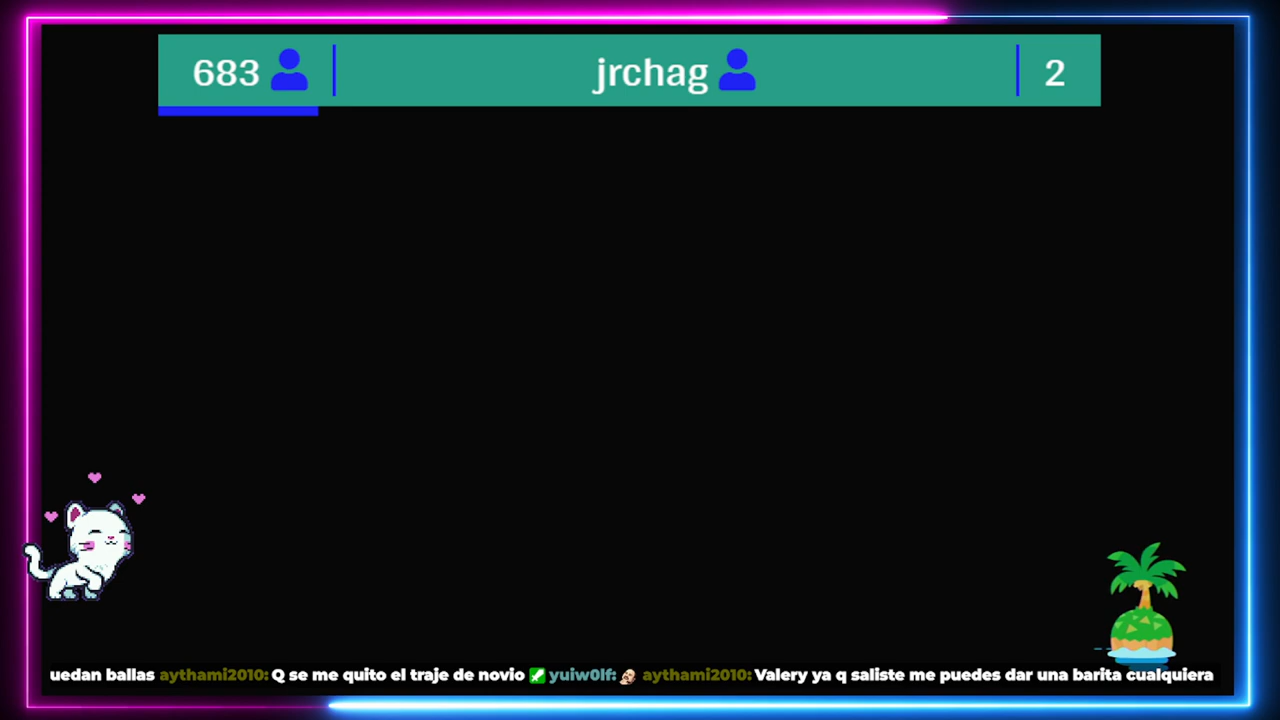 683 jrchag 2
uedan ballas aythami2010: Q se me quito el traje de novio yuiw0lf: aythami2010: Valery ya q saliste me puedes dar una barita cualquiera